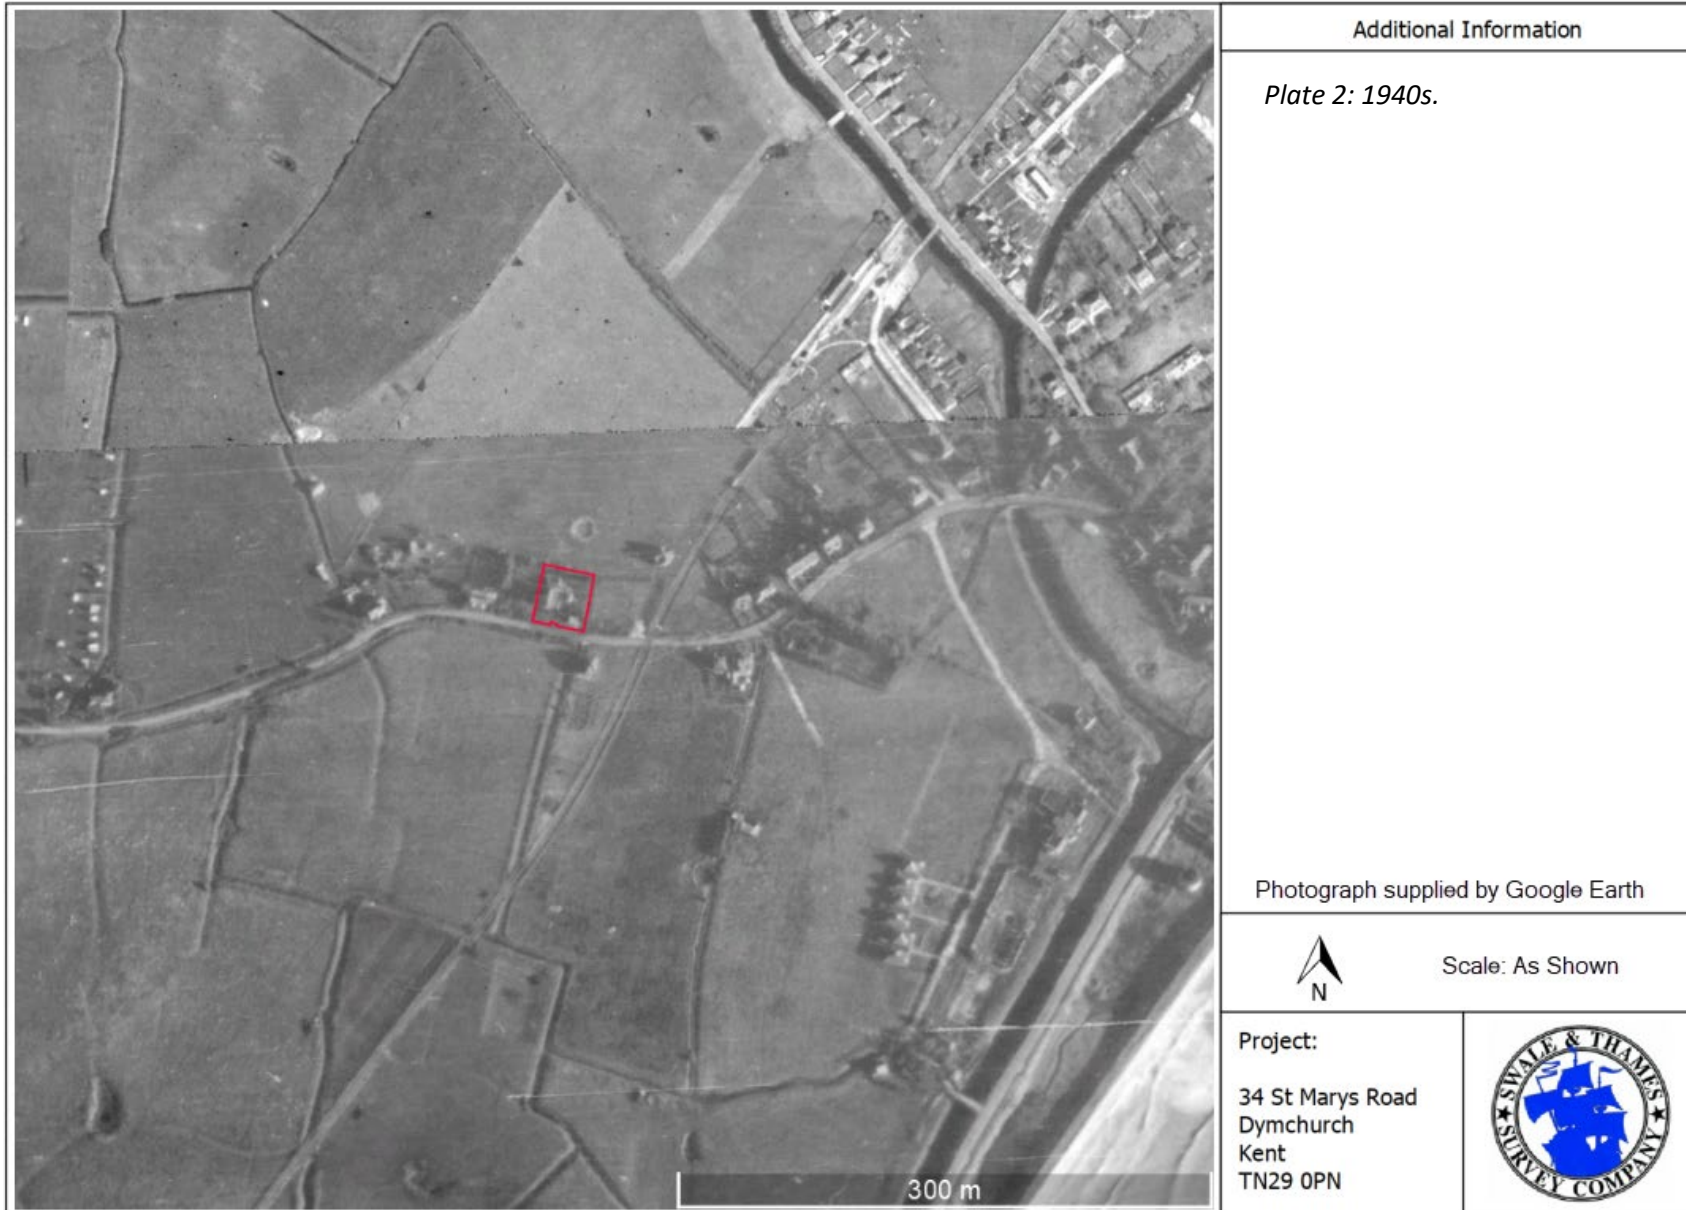 Additional Information
Plate 2: 1940s.
Photograph supplied by Google Earth
N
Scale: As Shown
Project:
34 St Marys Road
Dymchurch
Kent
TN29 0PN
SWALE & THAMES
SURVEY COMPANY
300 m